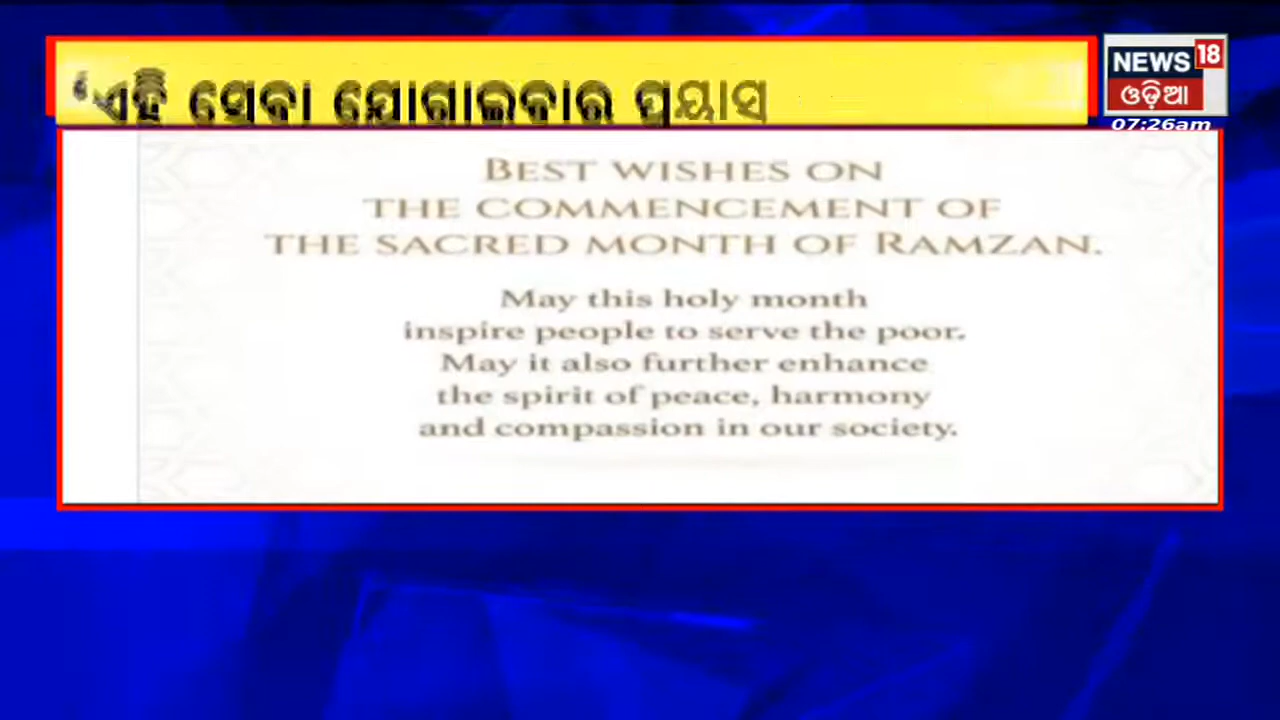 ‘ଏହି ସେବା ଯୋଗାଇବାର ପ୍ରୟାସ
NEWS 18
ଓଡ଼ିଆ
07:26am
BEST WISHES ON
THE COMMENCEMENT OF
THE SACRED MONTH OF RAMZAN.
May this holy month
inspire people to serve the poor.
May it also further enhance
the spirit of peace, harmony
and compassion in our society.